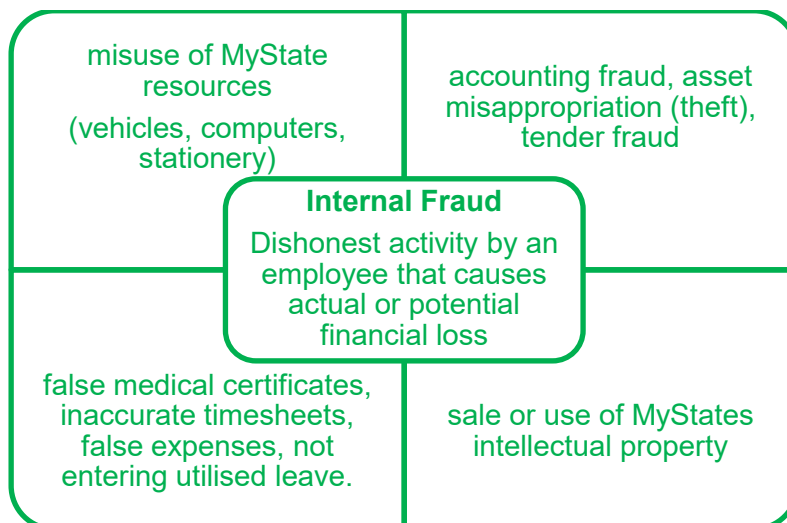 misuse of MyState
resources
(vehicles, computers,
stationery)
accounting fraud, asset
misappropriation (theft),
tender fraud
Internal Fraud
Dishonest activity by an
employee that causes
actual or potential
financial loss
false medical certificates,
inaccurate timesheets,
false expenses, not
entering utilised leave.
sale or use of MyStates
intellectual property